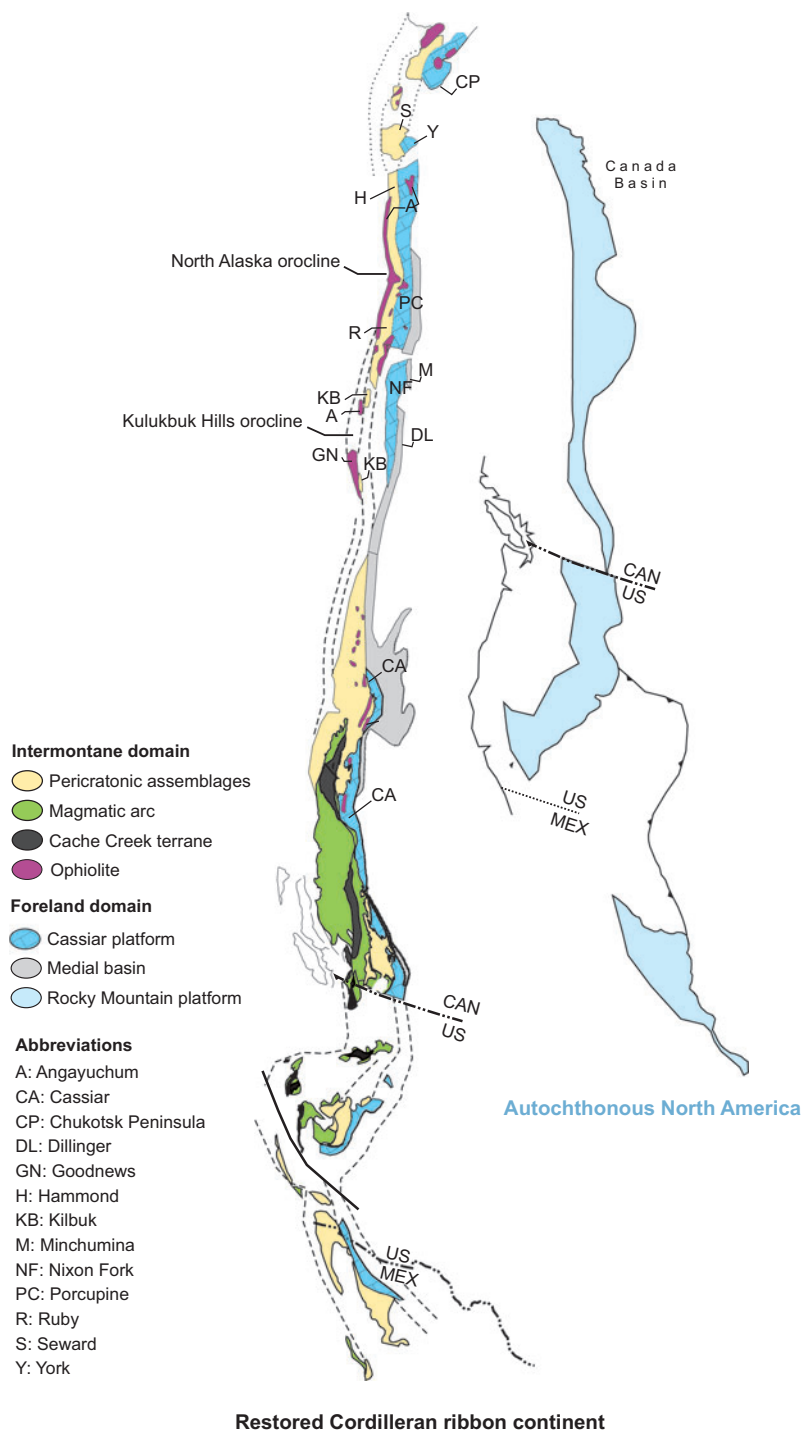 CP
S
Y
Canada
Basin
H
A
North Alaska orocline
PC
R
M
KB
NF
A
Kulukbuk Hills orocline
DL
GN
KB
CAN
US
CA
Intermontane domain
Pericratonic assemblages
Magmatic arc
Cache Creek terrane
Ophiolite
CA
US
MEX
Foreland domain
Cassiar platform
Medial basin
Rocky Mountain platform
CAN
US
Abbreviations
A: Angayuchum
CA: Cassiar
CP: Chukotsk Peninsula
DL: Dillinger
GN: Goodnews
H: Hammond
KB: Kilbuk
M: Minchumina
NF: Nixon Fork
PC: Porcupine
R: Ruby
S: Seward
Y: York
Autochthonous North America
US
MEX
Restored Cordilleran ribbon continent